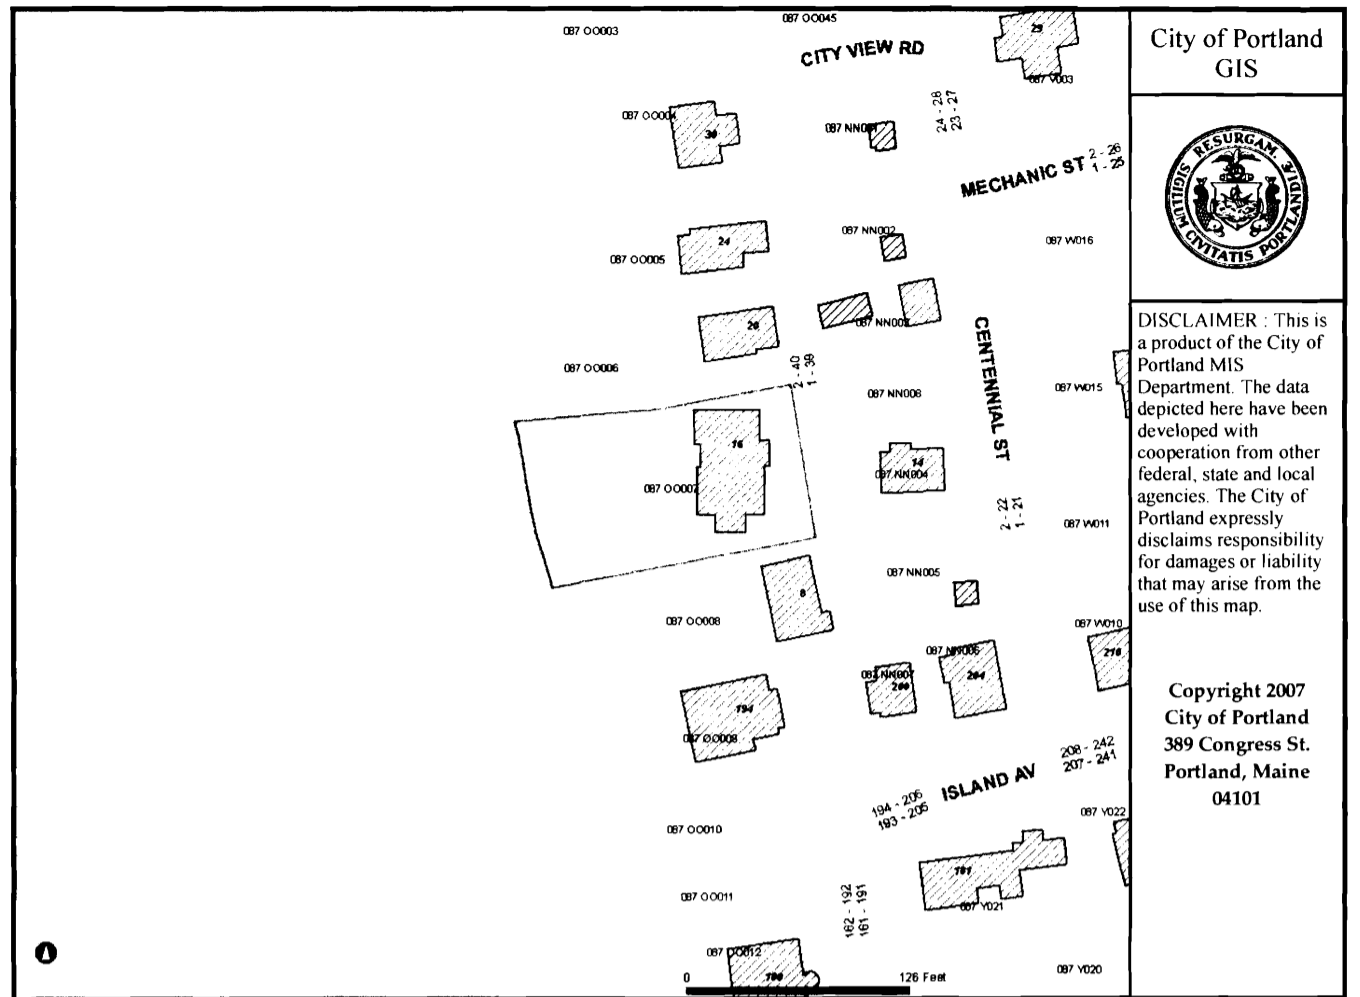 087 OO003
087 OO045
CITY VIEW RD
29
087 V003
087 OO004
30
087 NN001
24 - 28
23 - 27
MECHANIC ST
2 - 26
1 - 25
24
087 OO005
087 NN002
087 W016
20
087 NN003
CENTENNIAL ST
087 OO006
2 - 40
1 - 39
087 NN008
087 W015
16
087 OO007
14
087 NN004
2 - 22
1 - 21
087 W011
8
087 NN005
087 OO008
087 W010
087 NN006
210
087 NN007
200
204
194
208 - 242
207 - 241
ISLAND AV
194 - 206
193 - 205
087 OO010
087 Y022
191
087 Y021
087 OO011
162 - 192
161 - 191
087 OO012
087 Y020
0
126 Feet
City of Portland
GIS
RESURGAM.
SIGILLUM CIVITATIS PORTLANDIÆ
DISCLAIMER : This is
a product of the City of
Portland MIS
Department. The data
depicted here have been
developed with
cooperation from other
federal, state and local
agencies. The City of
Portland expressly
disclaims responsibility
for damages or liability
that may arise from the
use of this map.
Copyright 2007
City of Portland
389 Congress St.
Portland, Maine
04101